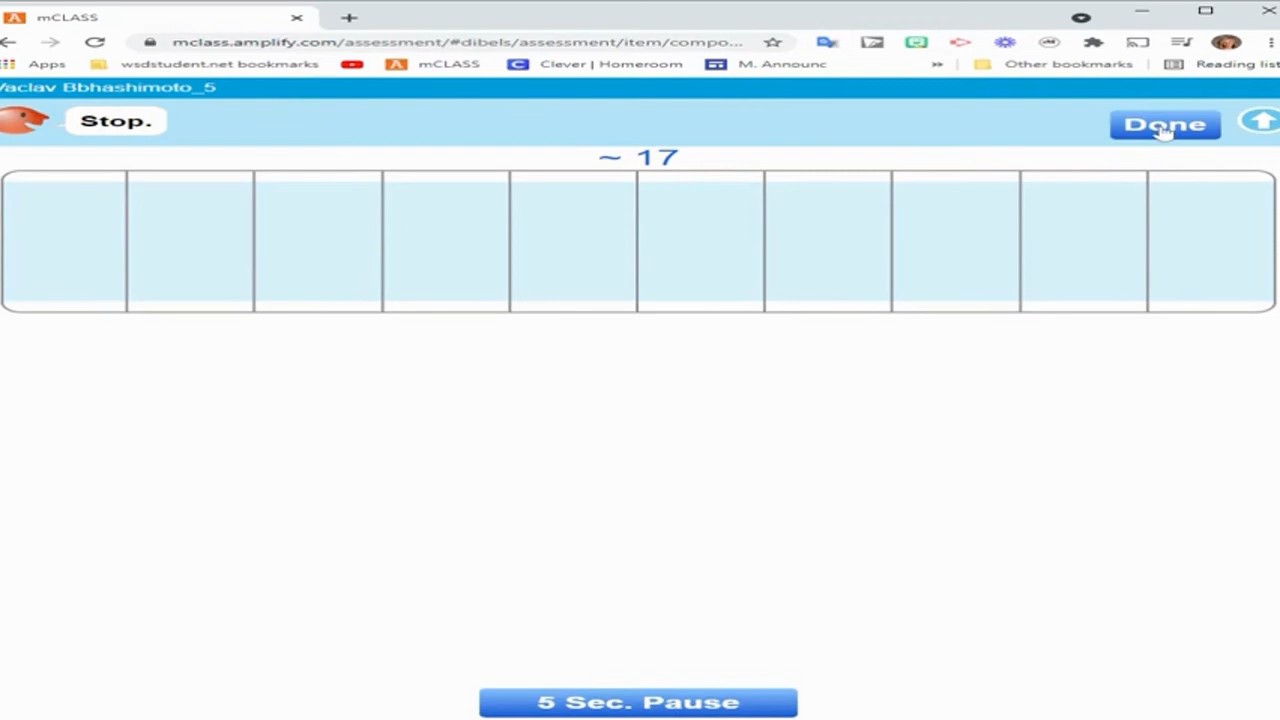 mCLASS
mclass.amplify.com/assessment/#dibels/assessment/item/compo...
Apps wsdstudent.net bookmarks mCLASS Clever | Homeroom M. Announc » Other bookmarks Reading list
Vaclav Bbhashimoto_5
Stop. Done
~ 17
5 Sec. Pause